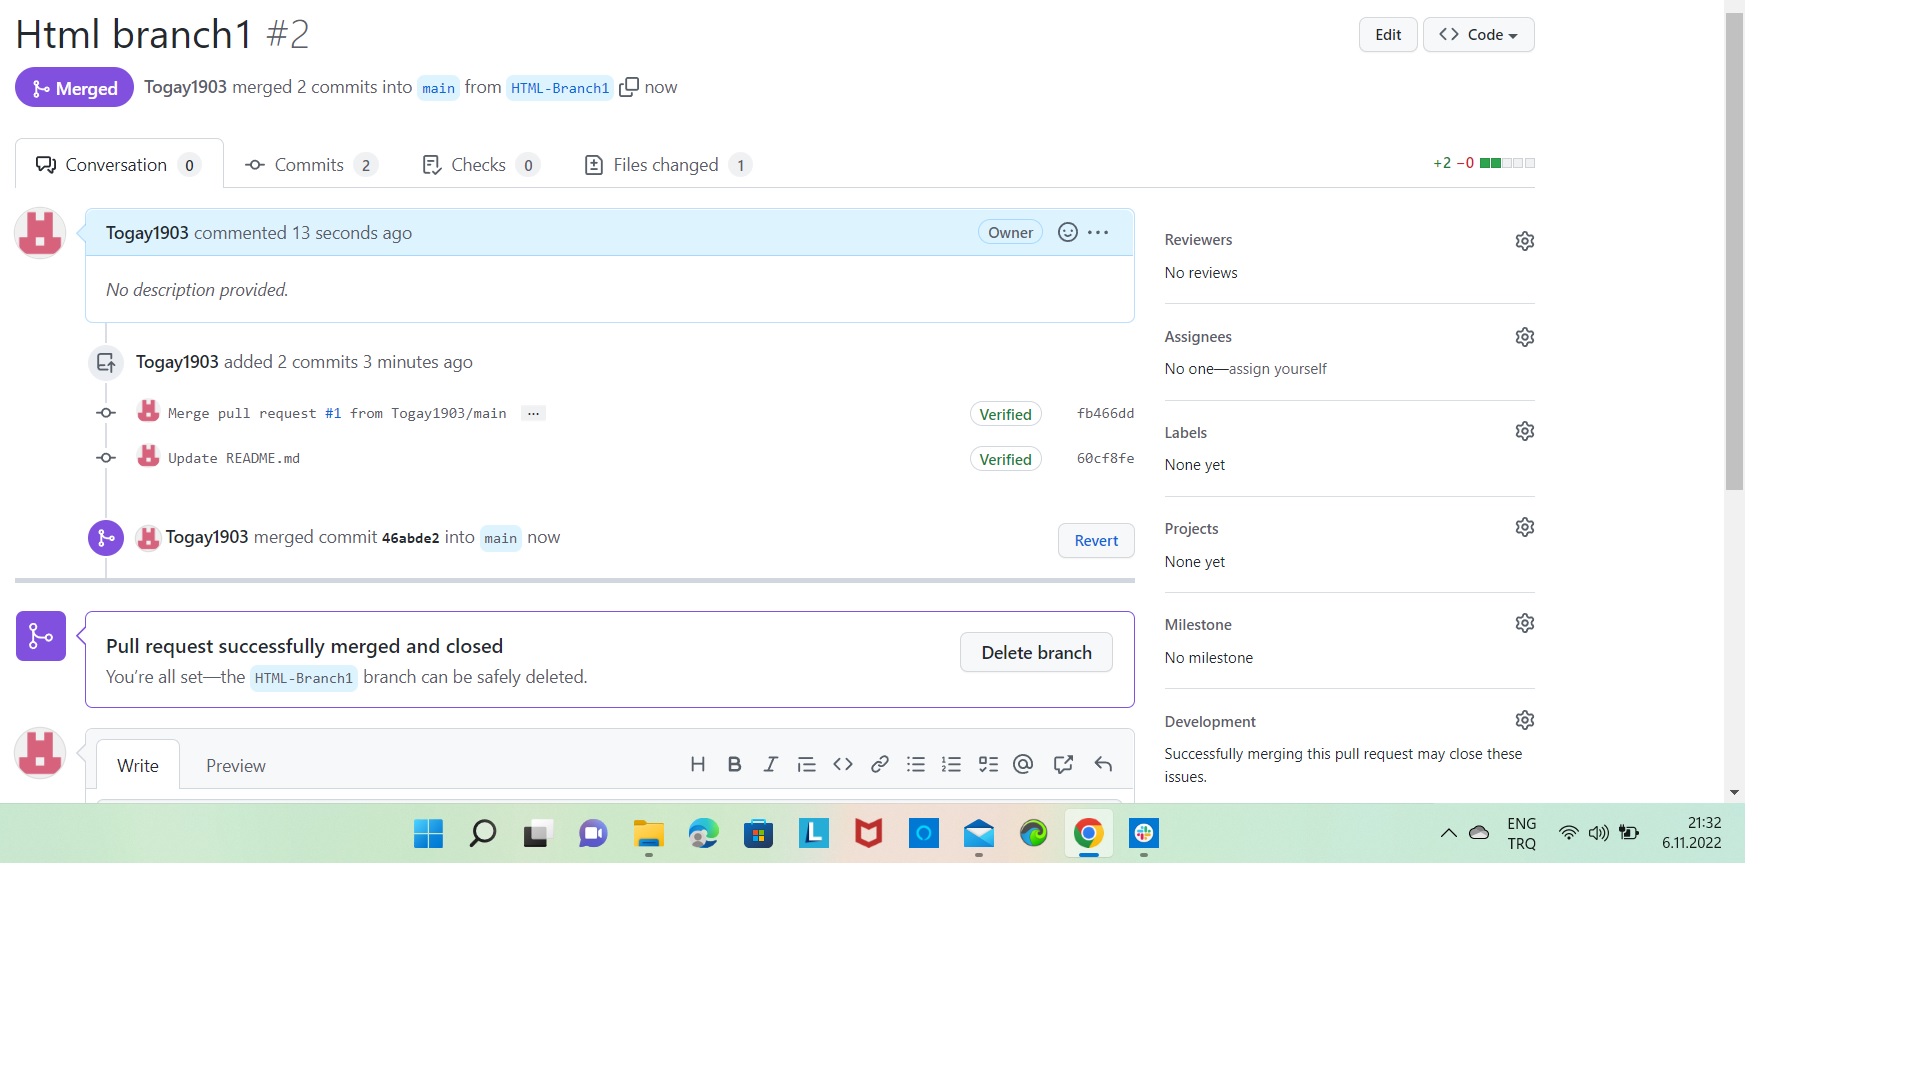 Html branch1 #2
Edit
Code
Merged
Togay1903 merged 2 commits into main from HTML-Branch1 now
Conversation 0
Commits 2
Checks 0
Files changed 1
+2 −0
Togay1903 commented 13 seconds ago
Owner
No description provided.
Togay1903 added 2 commits 3 minutes ago
Merge pull request #1 from Togay1903/main ...
Verified
fb466dd
Update README.md
Verified
60cf8fe
Togay1903 merged commit 46abde2 into main now
Revert
Pull request successfully merged and closed
You’re all set—the HTML-Branch1 branch can be safely deleted.
Delete branch
Write
Preview
Reviewers
No reviews
Assignees
No one—assign yourself
Labels
None yet
Projects
None yet
Milestone
No milestone
Development
Successfully merging this pull request may close these
issues.
ENG
TRQ
21:32
6.11.2022